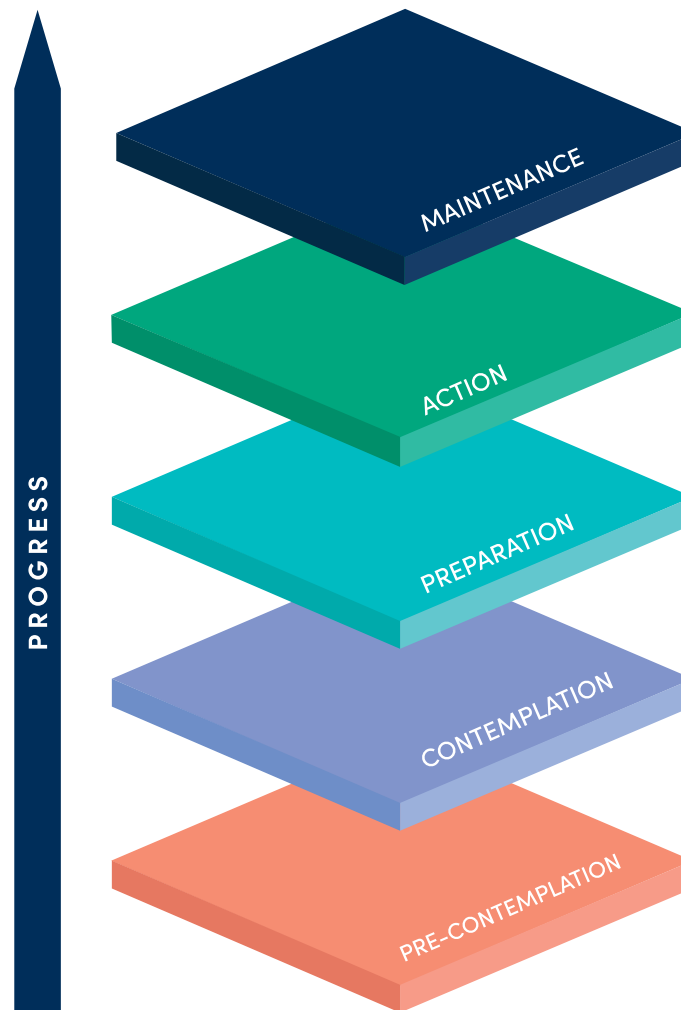 MAINTENANCE
ACTION
PREPARATION
CONTEMPLATION
PRE-CONTEMPLATION
PROGRESS